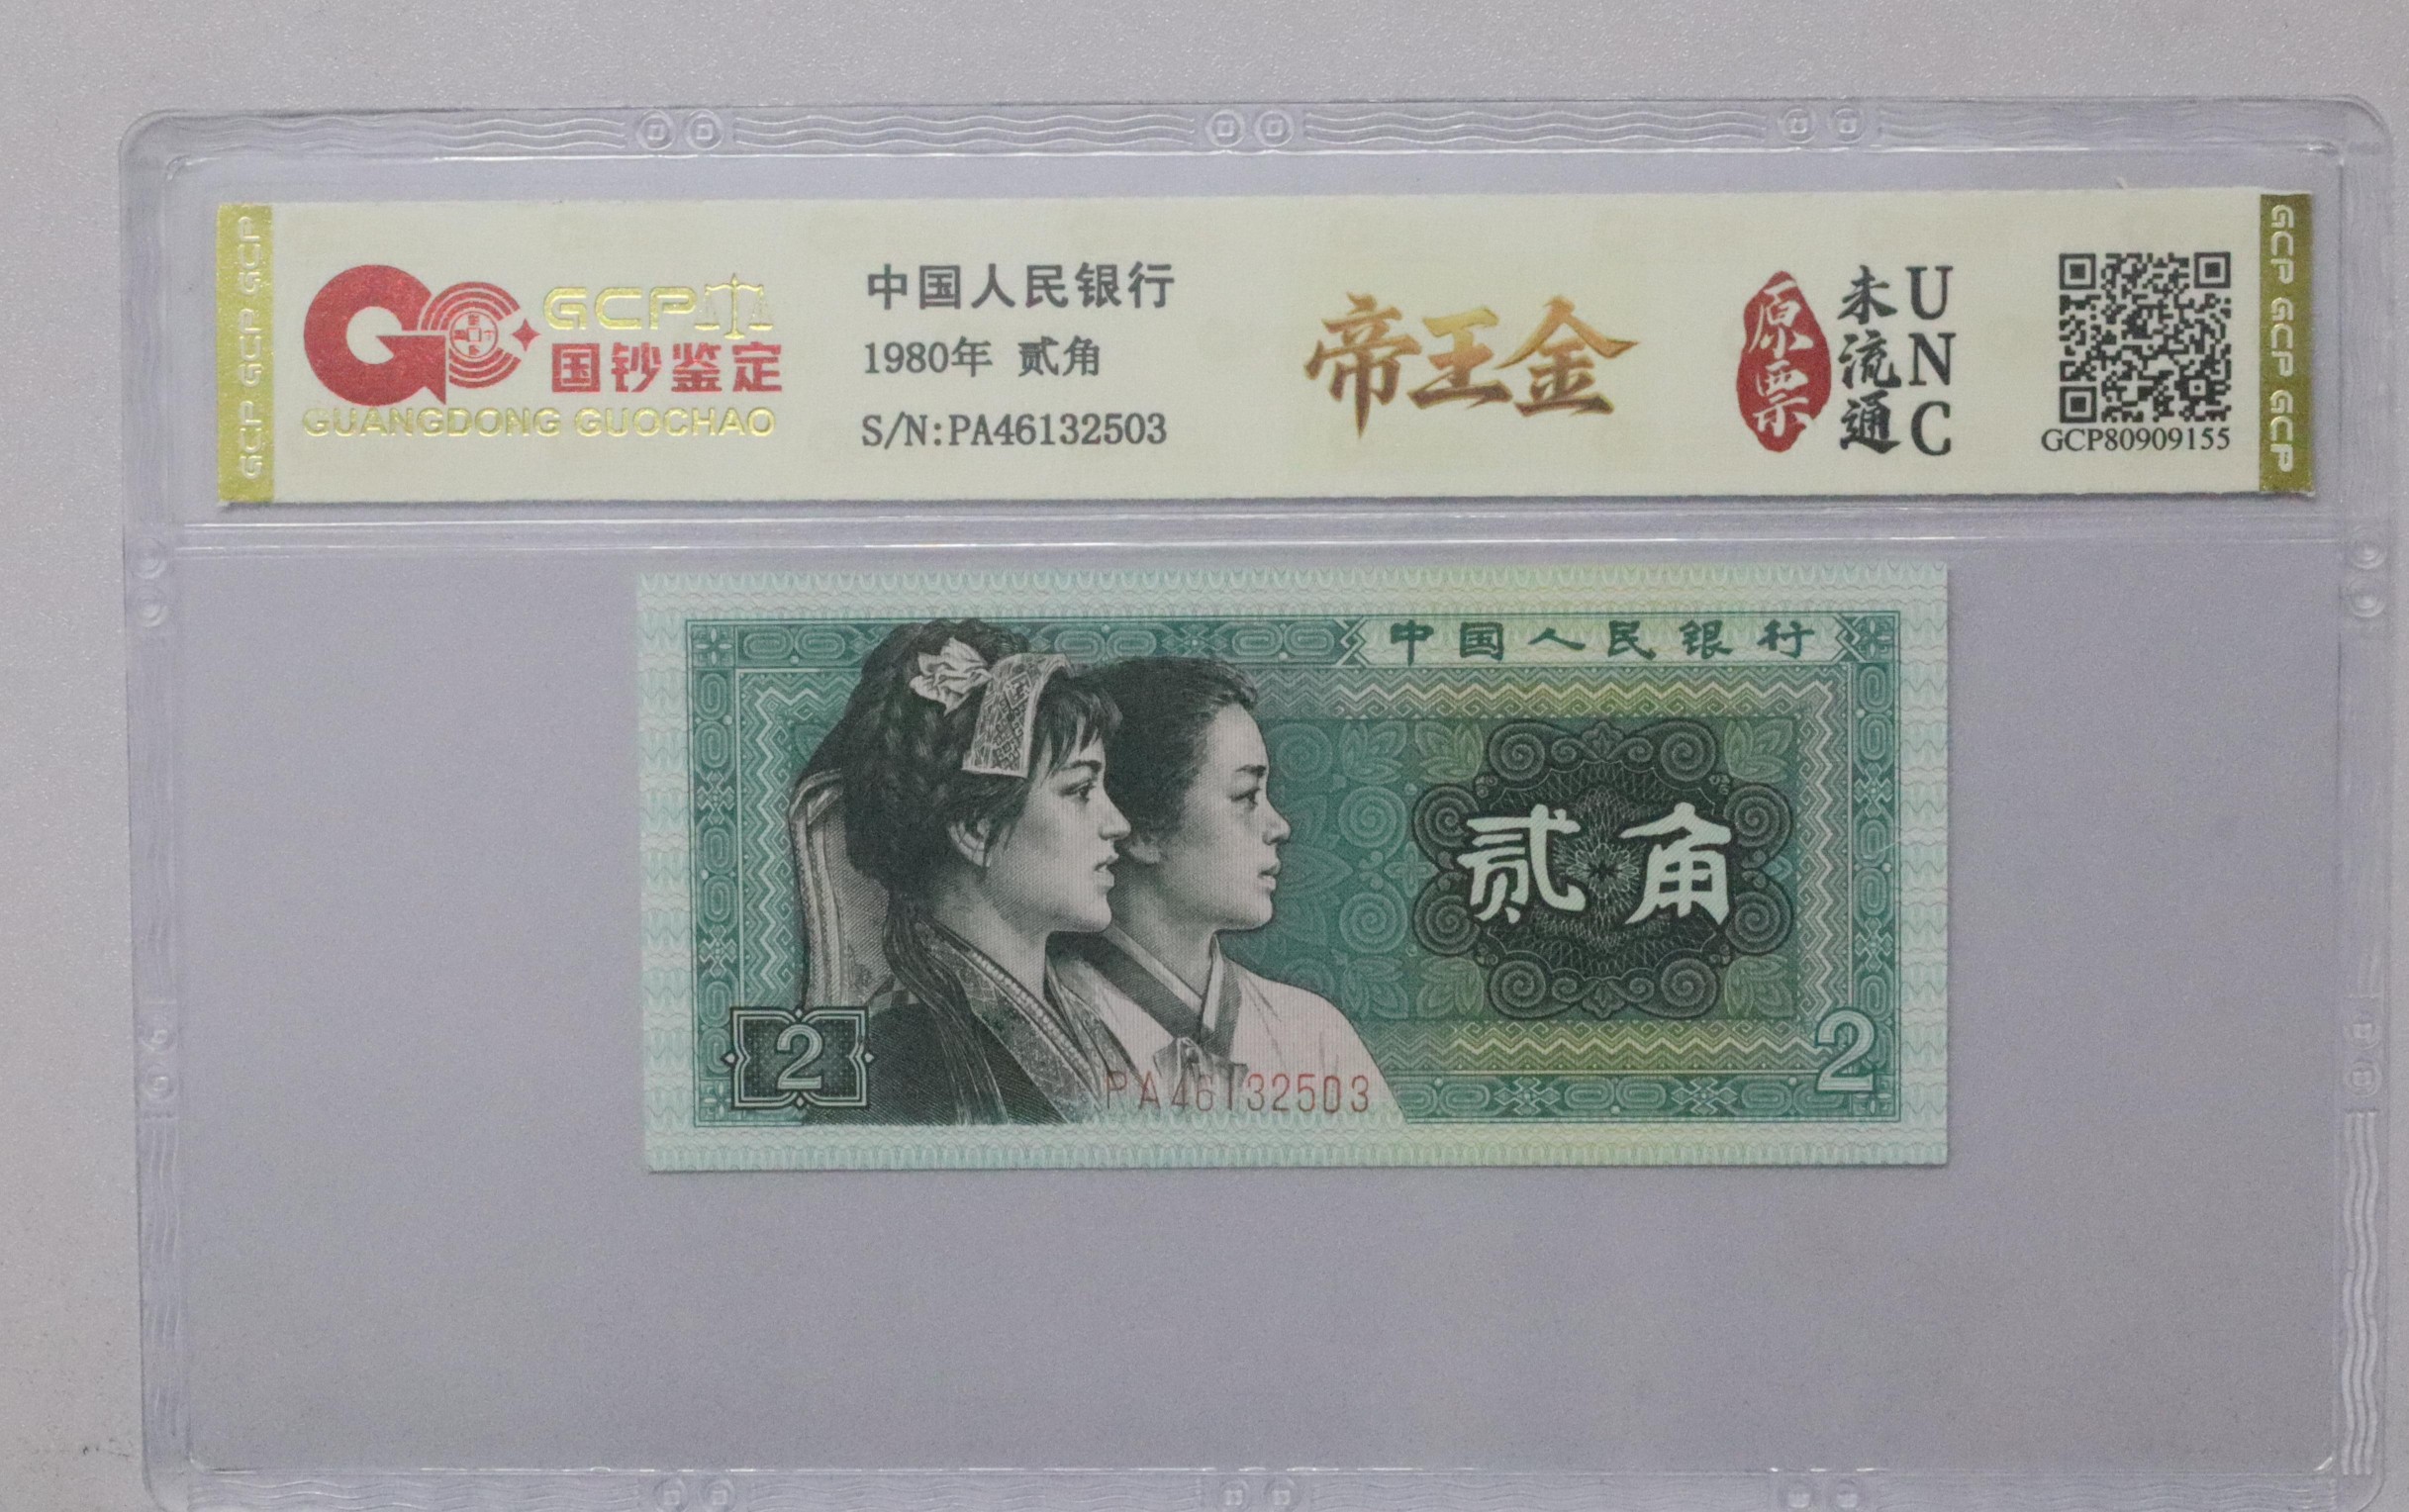 GCP GCP GCP
GCP
国钞鉴定
GUANGDONG GUOCHAO
中国人民银行
1980年 贰角
S/N:PA46132503
帝王金
原票
未流通
UNC
GCP80909155
GCP GCP GCP
中国人民银行
贰角
2
2
PA46132503